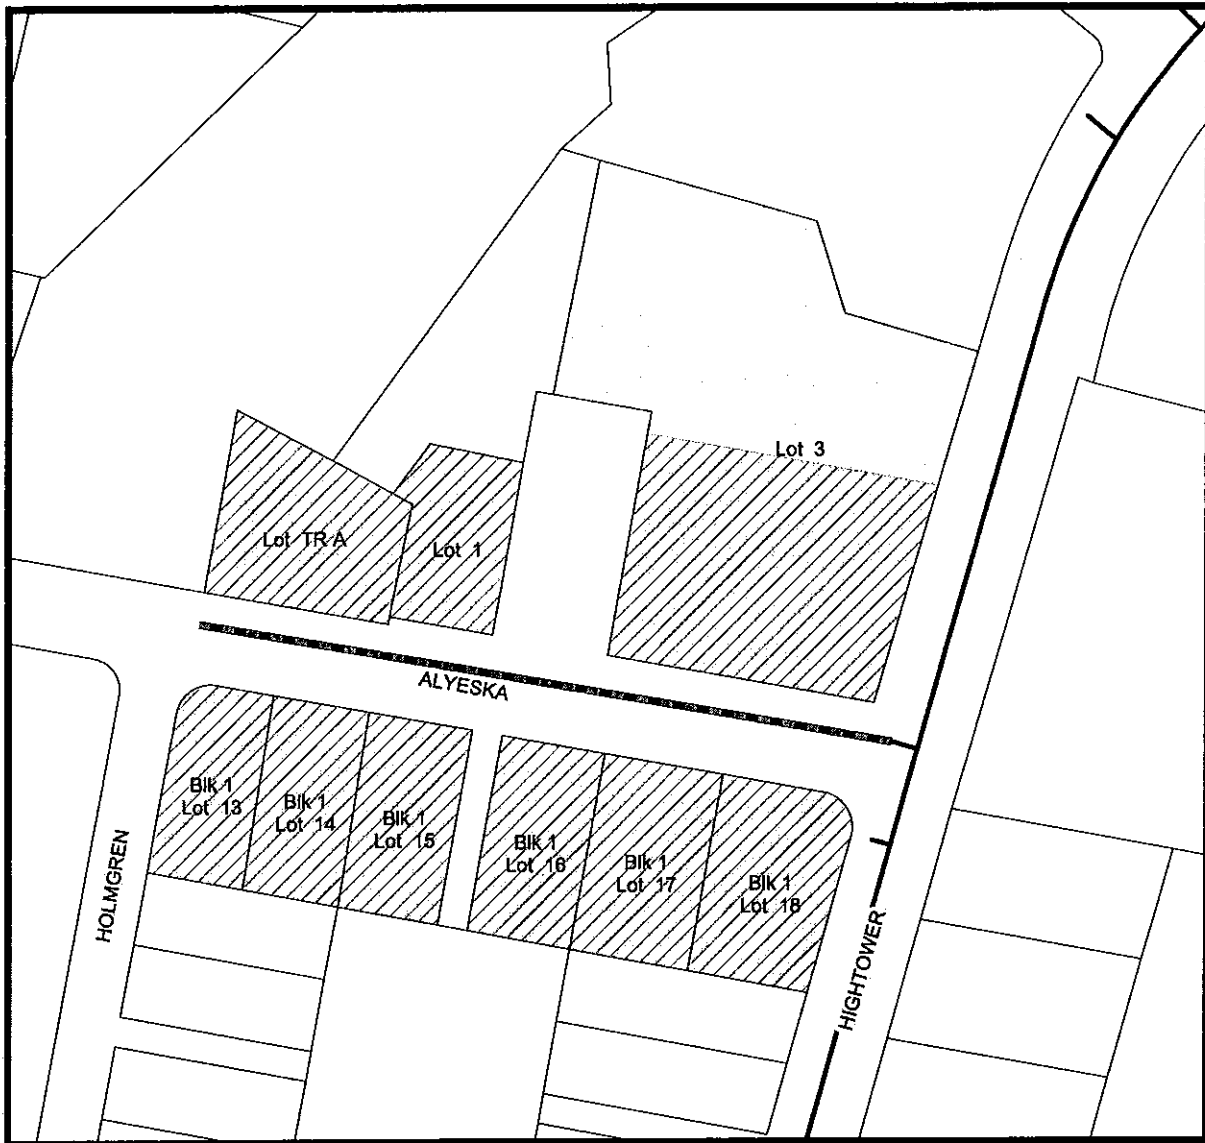 Lot 3
Lot TR A
Lot 1
ALYESKA
Blk 1
Lot 13
Blk 1
Lot 14
Blk 1
Lot 15
Blk 1
Lot 16
Blk 1
Lot 17
Blk 1
Lot 18
HOLMGREN
HIGHTOWER